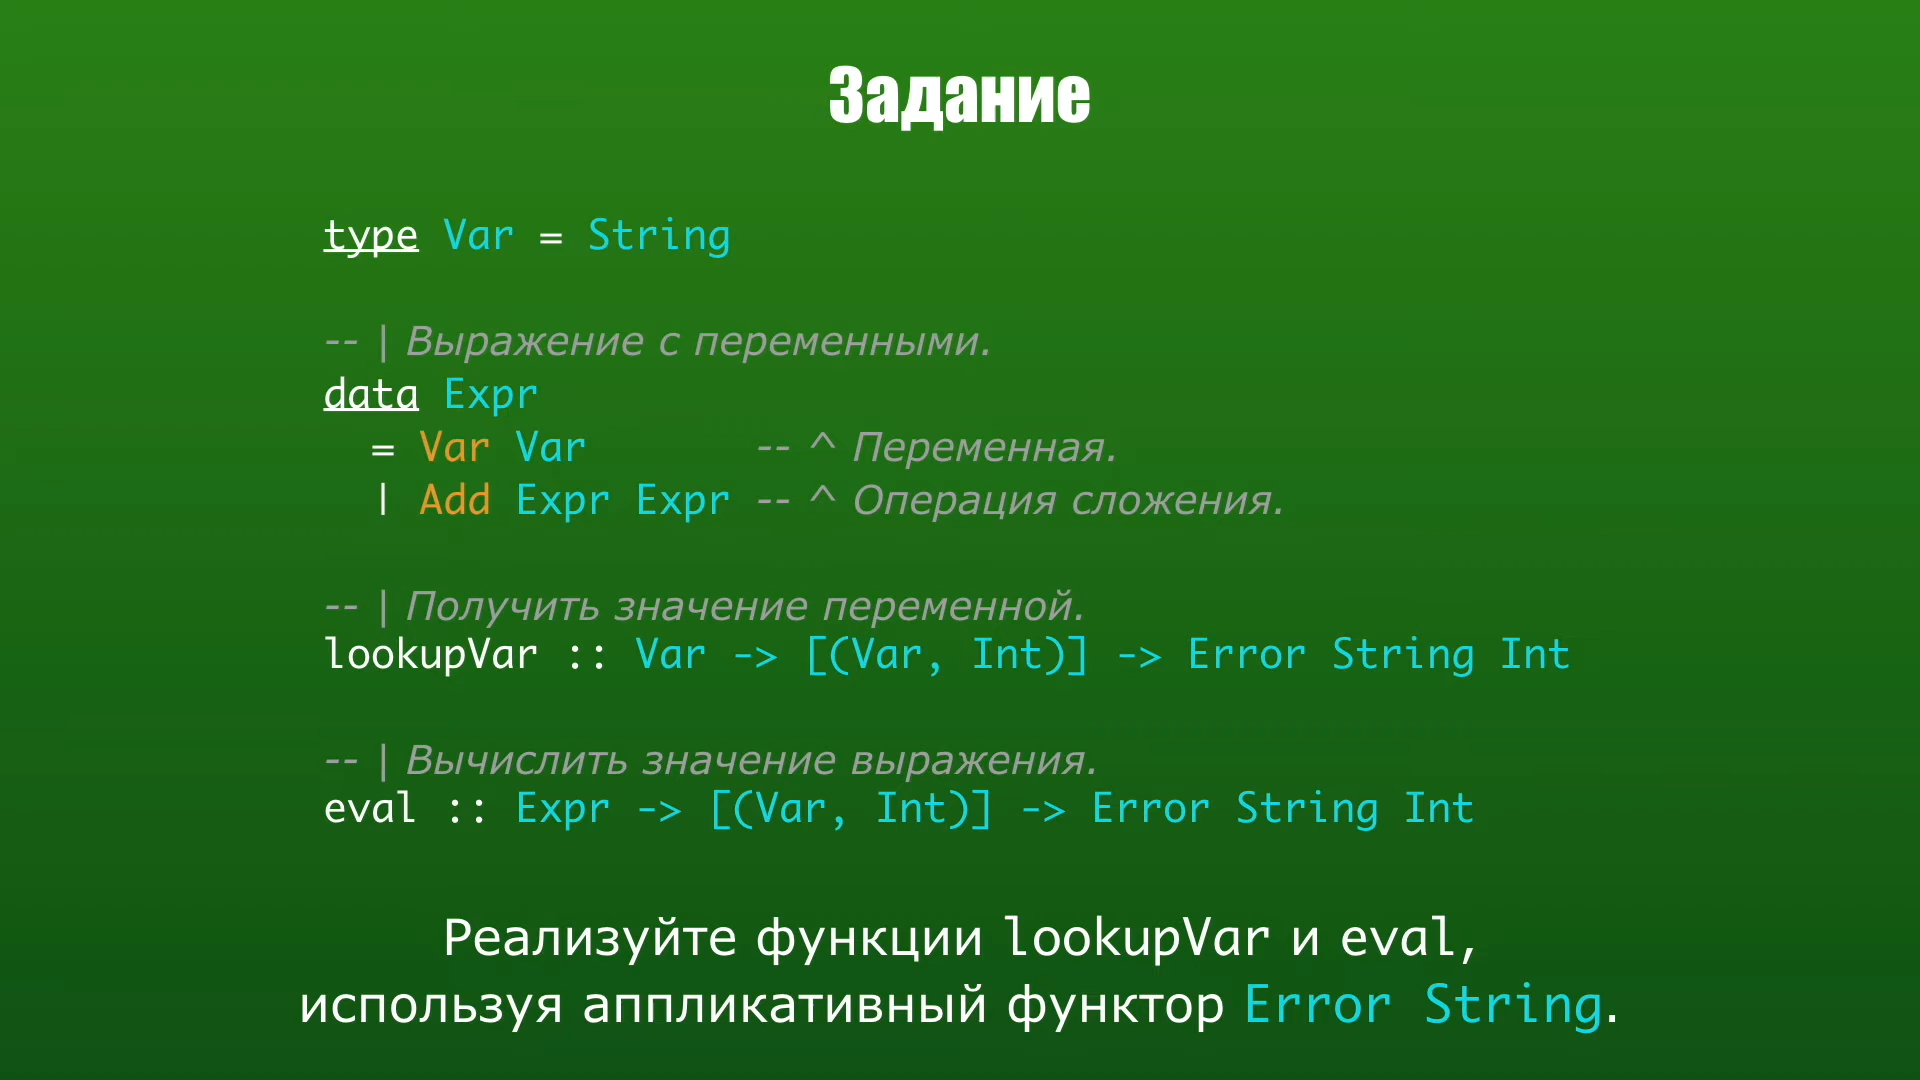 Задание
type Var = String
-- | Выражение с переменными.
data Expr
= Var Var -- ^ Переменная.
| Add Expr Expr -- ^ Операция сложения.
-- | Получить значение переменной.
lookupVar :: Var -> [(Var, Int)] -> Error String Int
-- | Вычислить значение выражения.
eval :: Expr -> [(Var, Int)] -> Error String Int
Реализуйте функции lookupVar и eval,
используя аппликативный функтор Error String.